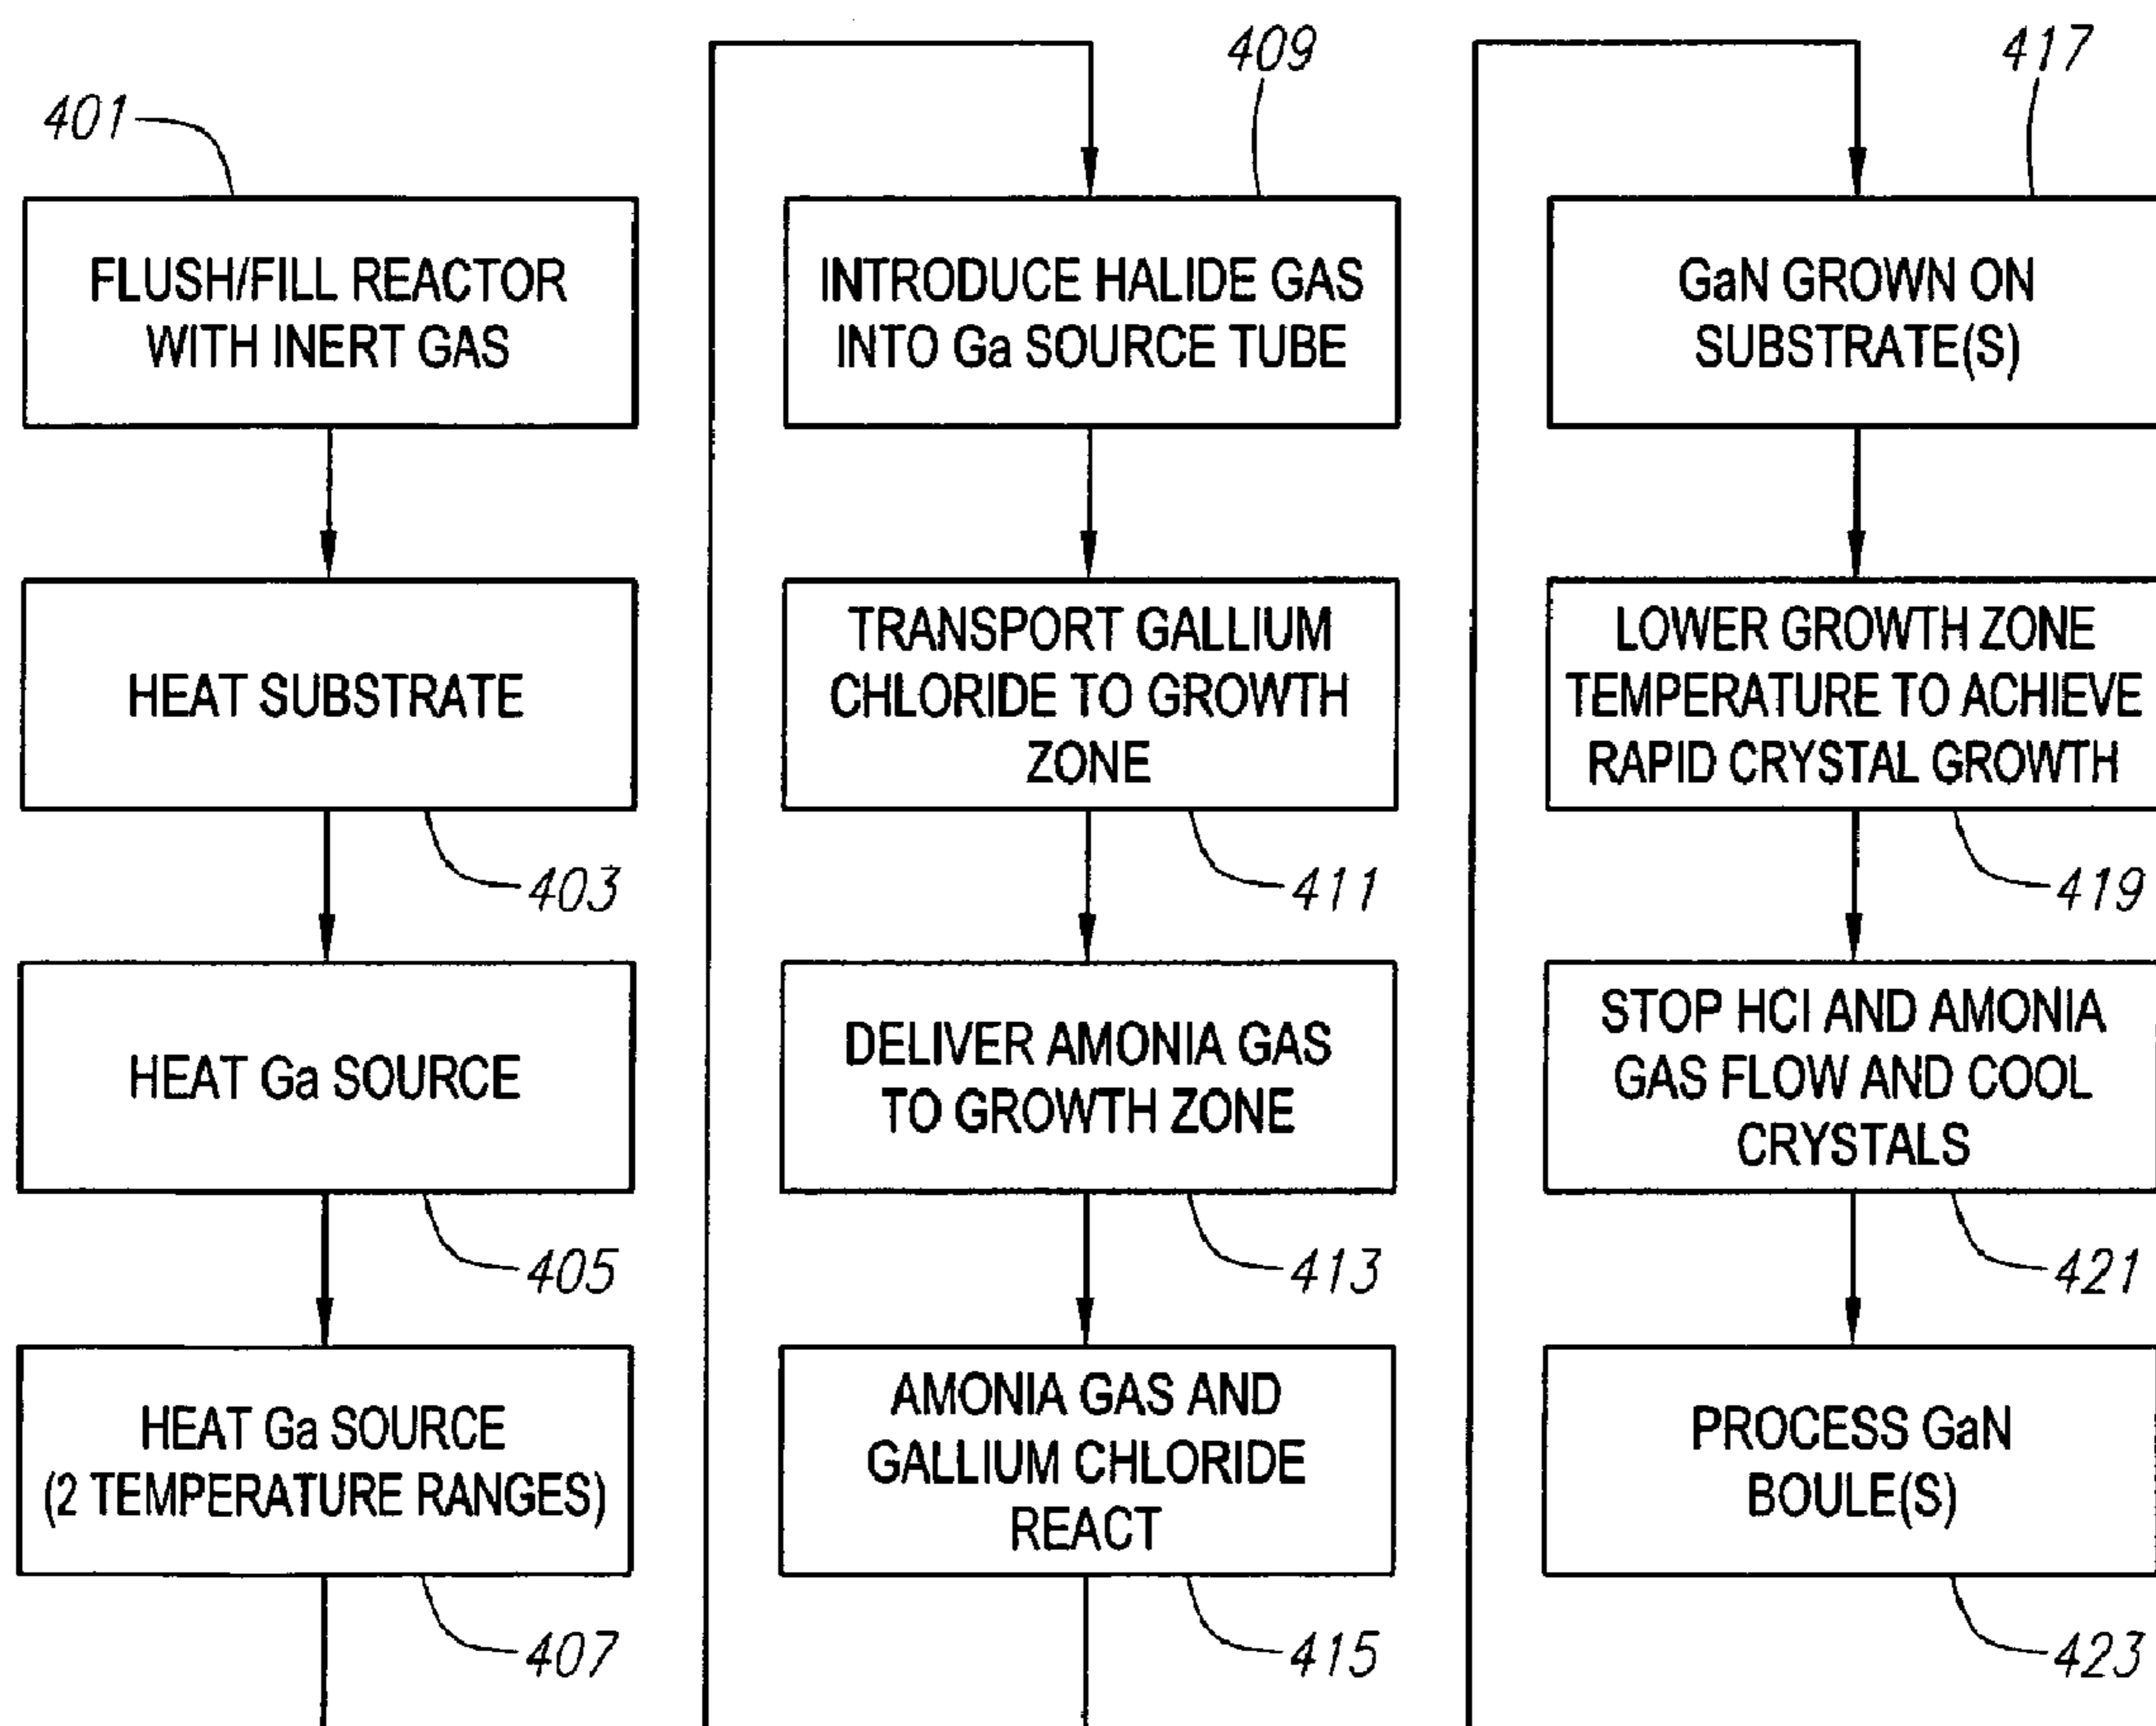 401
FLUSH/FILL REACTOR
WITH INERT GAS
HEAT SUBSTRATE
403
HEAT Ga SOURCE
405
HEAT Ga SOURCE
(2 TEMPERATURE RANGES)
407
409
INTRODUCE HALIDE GAS
INTO Ga SOURCE TUBE
TRANSPORT GALLIUM
CHLORIDE TO GROWTH
ZONE
411
DELIVER AMONIA GAS
TO GROWTH ZONE
413
AMONIA GAS AND
GALLIUM CHLORIDE
REACT
415
417
GaN GROWN ON
SUBSTRATE(S)
LOWER GROWTH ZONE
TEMPERATURE TO ACHIEVE
RAPID CRYSTAL GROWTH
419
STOP HCl AND AMONIA
GAS FLOW AND COOL
CRYSTALS
421
PROCESS GaN
BOULE(S)
423